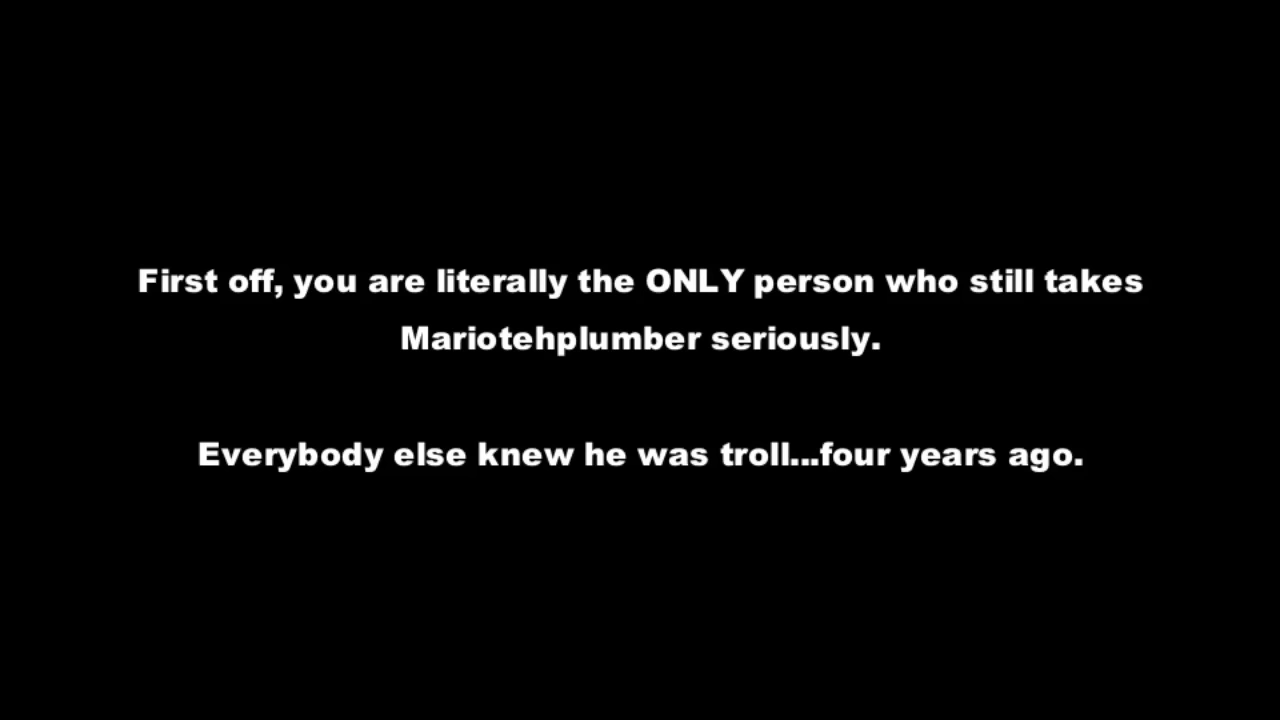 First off, you are literally the ONLY person who still takes
Mariotehplumber seriously.
Everybody else knew he was troll...four years ago.